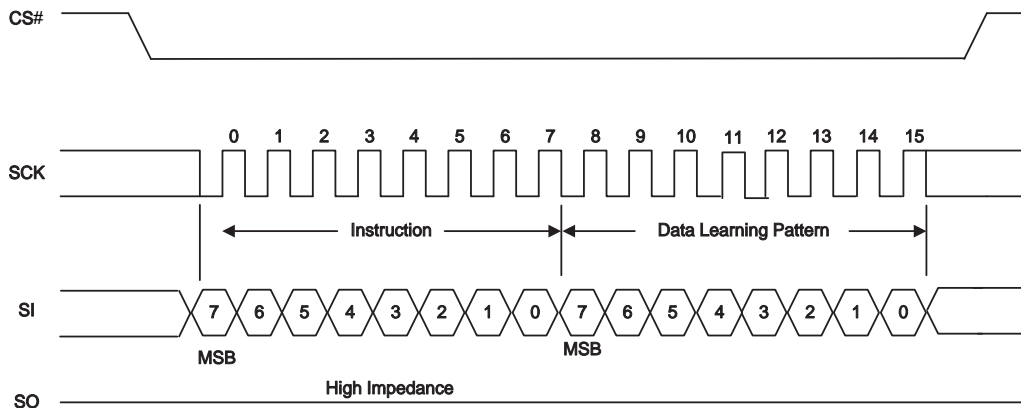 CS#
0 1 2 3 4 5 6 7 8 9 10 11 12 13 14 15
SCK
Instruction Data Learning Pattern
SI 7 6 5 4 3 2 1 0 7 6 5 4 3 2 1 0
MSB MSB
High Impedance
SO